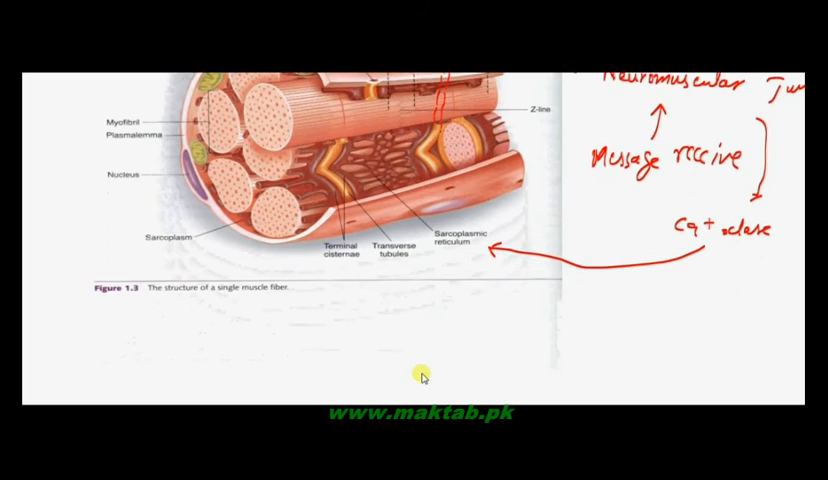 Neuromuscular
Z-line
Myofibril
Plasmalemma
Message receive
Nucleus
Sarcoplasm
Terminal
cisternae
Transverse
tubules
Sarcoplasmic
reticulum
Ca+
Figure 1.3 The structure of a single muscle fiber.
www.maktab.pk